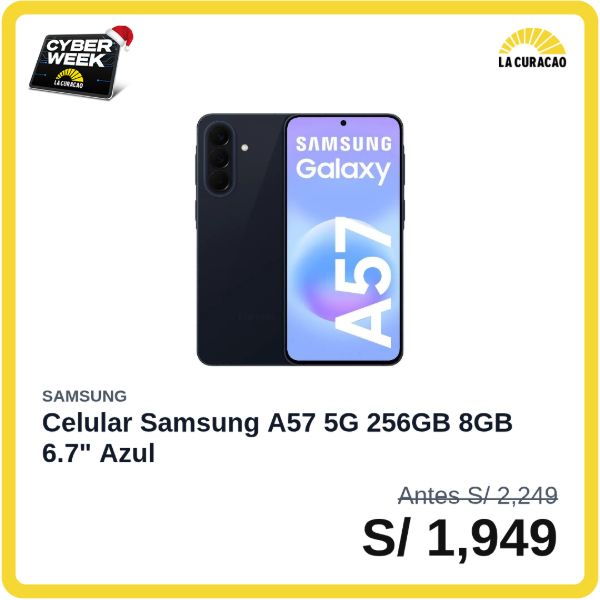 CYBER
WEEK
LA CURACAO
LA CURACAO
SAMSUNG
Galaxy
A57
SAMSUNG
Celular Samsung A57 5G 256GB 8GB
6.7" Azul
Antes S/ 2,249
S/ 1,949